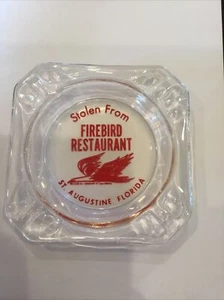 Stolen From
FIREBIRD
RESTAURANT
ST. AUGUSTINE FLORIDA